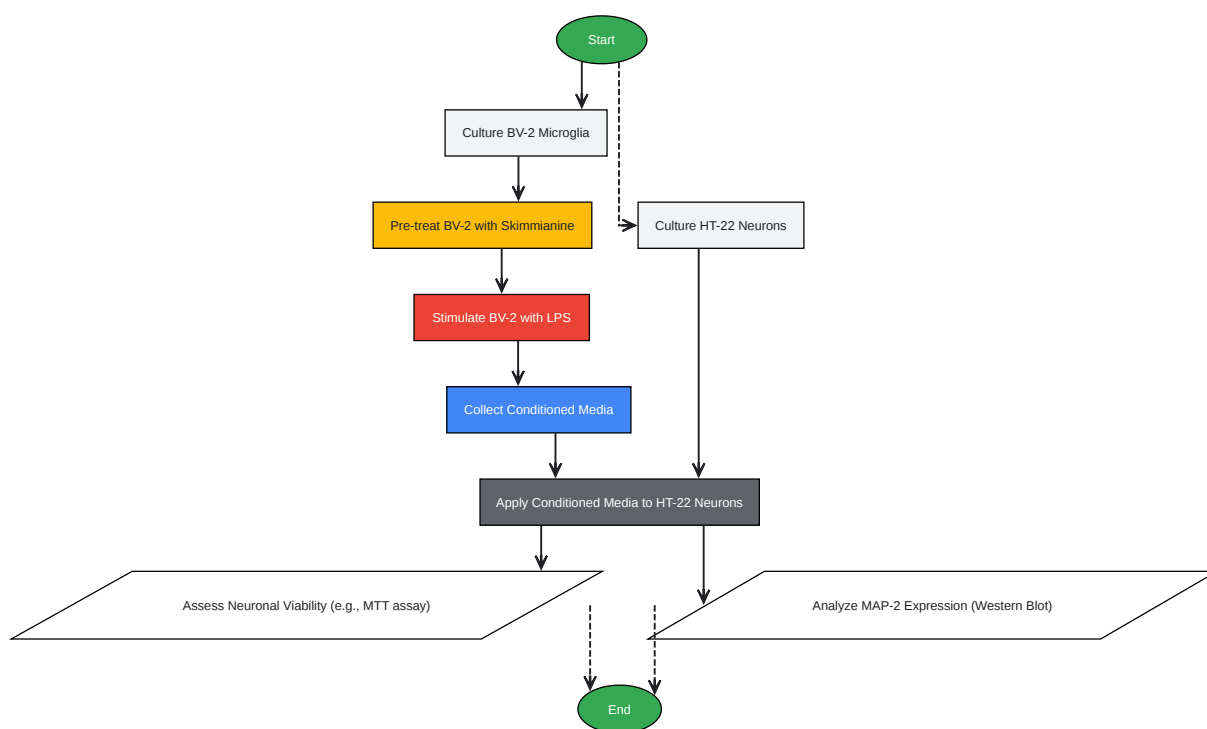 Start
Culture BV-2 Microglia
Pre-treat BV-2 with Skimmianine
Culture HT-22 Neurons
Stimulate BV-2 with LPS
Collect Conditioned Media
Apply Conditioned Media to HT-22 Neurons
Assess Neuronal Viability (e.g., MTT assay)
Analyze MAP-2 Expression (Western Blot)
End